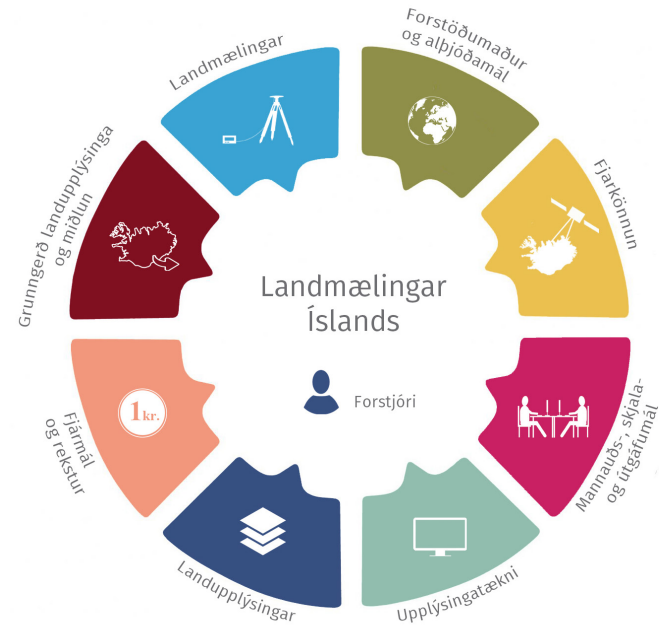 Landmælingar
Forstöðumaður
og alþjóðamál
Fjarkönnun
Mannauðs-, skjala-
og útgáfumál
Upplýsingatækni
Landupplýsingar
Fjármál
og rekstur
1kr.
Grunngerð landupplýsinga
og miðlun
Landmælingar
Íslands
Forstjóri